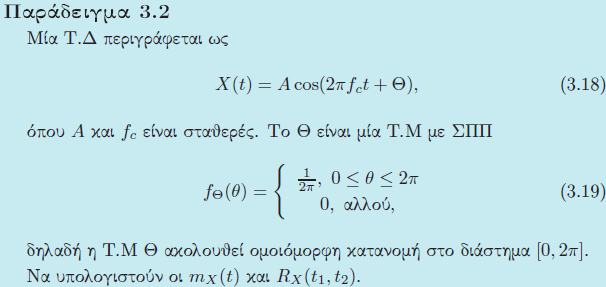 Παράδειγμα 3.2
Μία Τ.Δ περιγράφεται ως
X(t) = A cos(2πf_c t + Θ), (3.18)
όπου A και f_c είναι σταθερές. Το Θ είναι μία Τ.Μ με ΣΠΠ
f_Θ(θ) = { 1/2π, 0 ≤ θ ≤ 2π
0, αλλού, (3.19)
δηλαδή η Τ.Μ Θ ακολουθεί ομοιόμορφη κατανομή στο διάστημα [0, 2π].
Να υπολογιστούν οι m_X(t) και R_X(t_1, t_2).